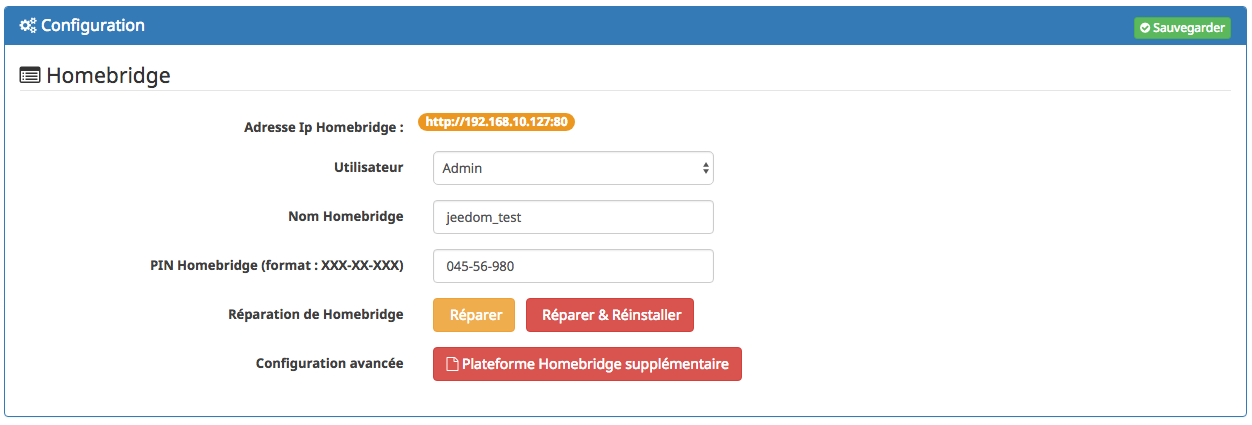 Configuration
Sauvegarder
Homebridge
Adresse Ip Homebridge : http://192.168.10.127:80
Utilisateur Admin
Nom Homebridge jeedom_test
PIN Homebridge (format : XXX-XX-XXX) 045-56-980
Réparation de Homebridge Réparer Réparer & Réinstaller
Configuration avancée Plateforme Homebridge supplémentaire